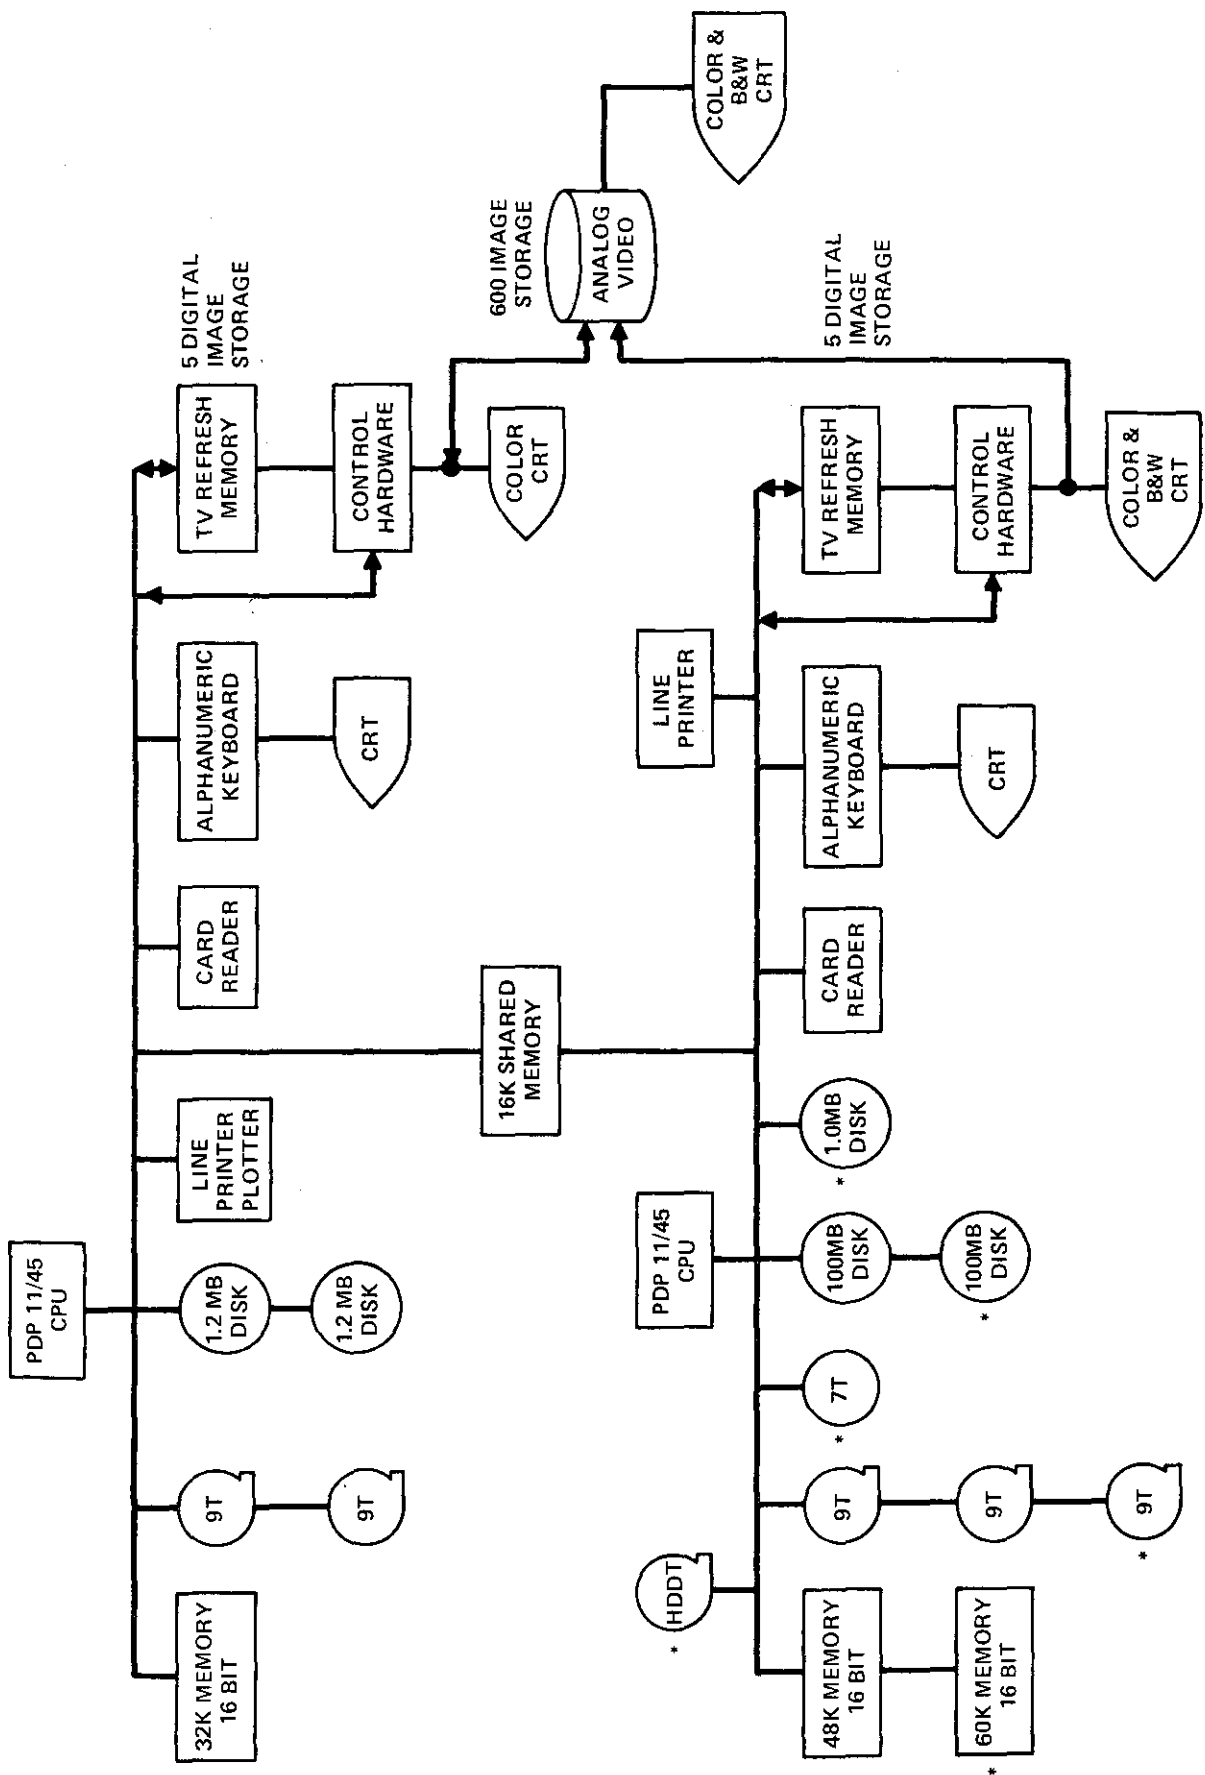 PDP 11/45
CPU
32K MEMORY
16 BIT
9T
9T
1.2 MB
DISK
1.2 MB
DISK
LINE
PRINTER
PLOTTER
CARD
READER
ALPHANUMERIC
KEYBOARD
CRT
TV REFRESH
MEMORY
5 DIGITAL
IMAGE
STORAGE
CONTROL
HARDWARE
COLOR
CRT
16K SHARED
MEMORY
600 IMAGE
STORAGE
ANALOG
VIDEO
COLOR &
B&W
CRT
* HDDT
PDP 11/45
CPU
LINE
PRINTER
48K MEMORY
16 BIT
* 60K MEMORY
16 BIT
9T
9T
* 9T
* 7T
100MB
DISK
* 100MB
DISK
* 1.0MB
DISK
CARD
READER
ALPHANUMERIC
KEYBOARD
CRT
TV REFRESH
MEMORY
5 DIGITAL
IMAGE
STORAGE
CONTROL
HARDWARE
COLOR &
B&W
CRT